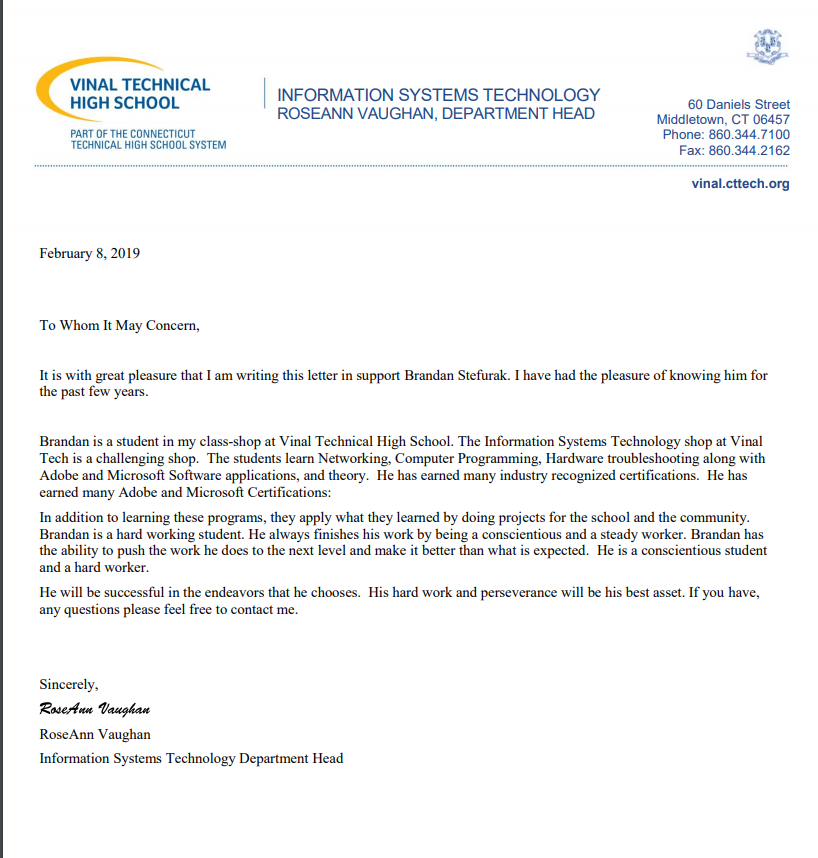 VINAL TECHNICAL
HIGH SCHOOL
PART OF THE CONNECTICUT
TECHNICAL HIGH SCHOOL SYSTEM
INFORMATION SYSTEMS TECHNOLOGY
ROSEANN VAUGHAN, DEPARTMENT HEAD
60 Daniels Street
Middletown, CT 06457
Phone: 860.344.7100
Fax: 860.344.2162
vinal.cttech.org
February 8, 2019
To Whom It May Concern,
It is with great pleasure that I am writing this letter in support Brandan Stefurak. I have had the pleasure of knowing him for
the past few years.
Brandan is a student in my class-shop at Vinal Technical High School. The Information Systems Technology shop at Vinal
Tech is a challenging shop.  The students learn Networking, Computer Programming, Hardware troubleshooting along with
Adobe and Microsoft Software applications, and theory.  He has earned many industry recognized certifications.  He has
earned many Adobe and Microsoft Certifications:
In addition to learning these programs, they apply what they learned by doing projects for the school and the community.
Brandan is a hard working student. He always finishes his work by being a conscientious and a steady worker. Brandan has
the ability to push the work he does to the next level and make it better than what is expected.  He is a conscientious student
and a hard worker.
He will be successful in the endeavors that he chooses.  His hard work and perseverance will be his best asset. If you have,
any questions please feel free to contact me.
Sincerely,
RoseAnn Vaughan
RoseAnn Vaughan
Information Systems Technology Department Head